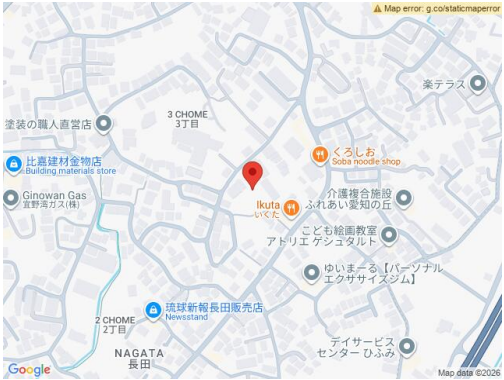 Map error: g.co/staticmaperror
楽テラス
3 CHOME
3丁目
塗装の職人直営店
くろしお
Soba noodle shop
比嘉建材金物店
Building materials store
Ginowan Gas
宜野湾ガス(株)
Ikuta
いくた
介護複合施設
ふれあい愛知の丘
こども絵画教室
アトリエ ゲシュタルト
ゆいまーる【パーソナル
エクササイズジム】
琉球新報長田販売店
Newsstand
2 CHOME
2丁目
NAGATA
長田
デイサービス
センター ひふみ
Google
Map data ©2026